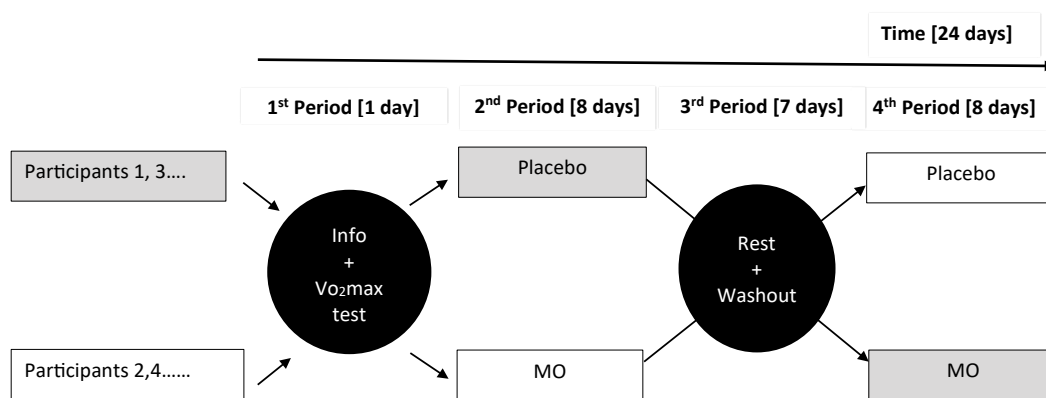 Time [24 days]
1st Period [1 day]
2nd Period [8 days]
3rd Period [7 days]
4th Period [8 days]
Participants 1, 3....
Placebo
Placebo
Info
+
Vo2max
test
Rest
+
Washout
Participants 2,4......
MO
MO